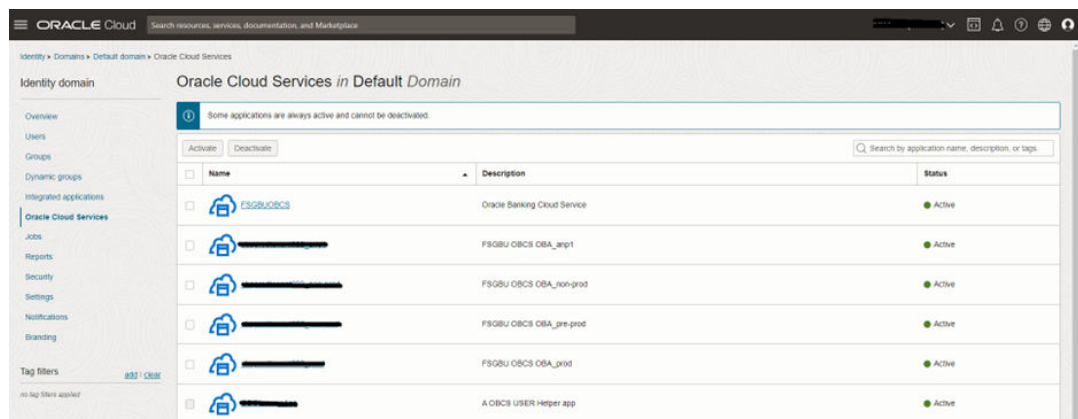 ORACLE Cloud
Search resources, services, documentation, and Marketplace
Identity » Domains » Default domain » Oracle Cloud Services
Identity domain
Overview
Users
Groups
Dynamic groups
Integrated applications
Oracle Cloud Services
Jobs
Reports
Security
Settings
Notifications
Branding
Tag filters add | clear
no tag filters applied
Oracle Cloud Services in Default Domain
Some applications are always active and cannot be deactivated.
Activate Deactivate Search by application name, description, or tags.
Name Description Status
FSGBUOBCS Oracle Banking Cloud Service Active
FSGBU OBCS OBA_anp1 Active
FSGBU OBCS OBA_non-prod Active
FSGBU OBCS OBA_pre-prod Active
FSGBU OBCS OBA_prod Active
A OBCS USER Helper app Active